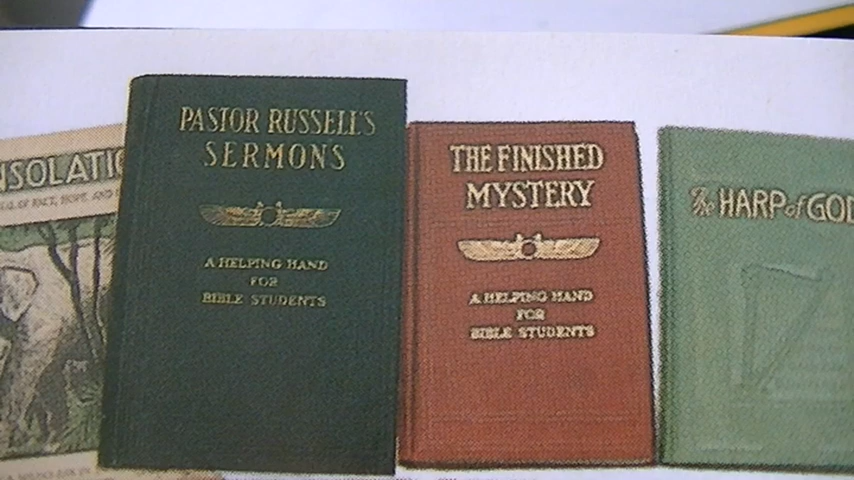 NSOLATIO
OF FACT, HOPE, AND
PASTOR RUSSELL'S
SERMONS
A HELPING HAND
FOR
BIBLE STUDENTS
THE FINISHED
MYSTERY
A HELPING HAND
FOR
BIBLE STUDENTS
The HARP of GOD